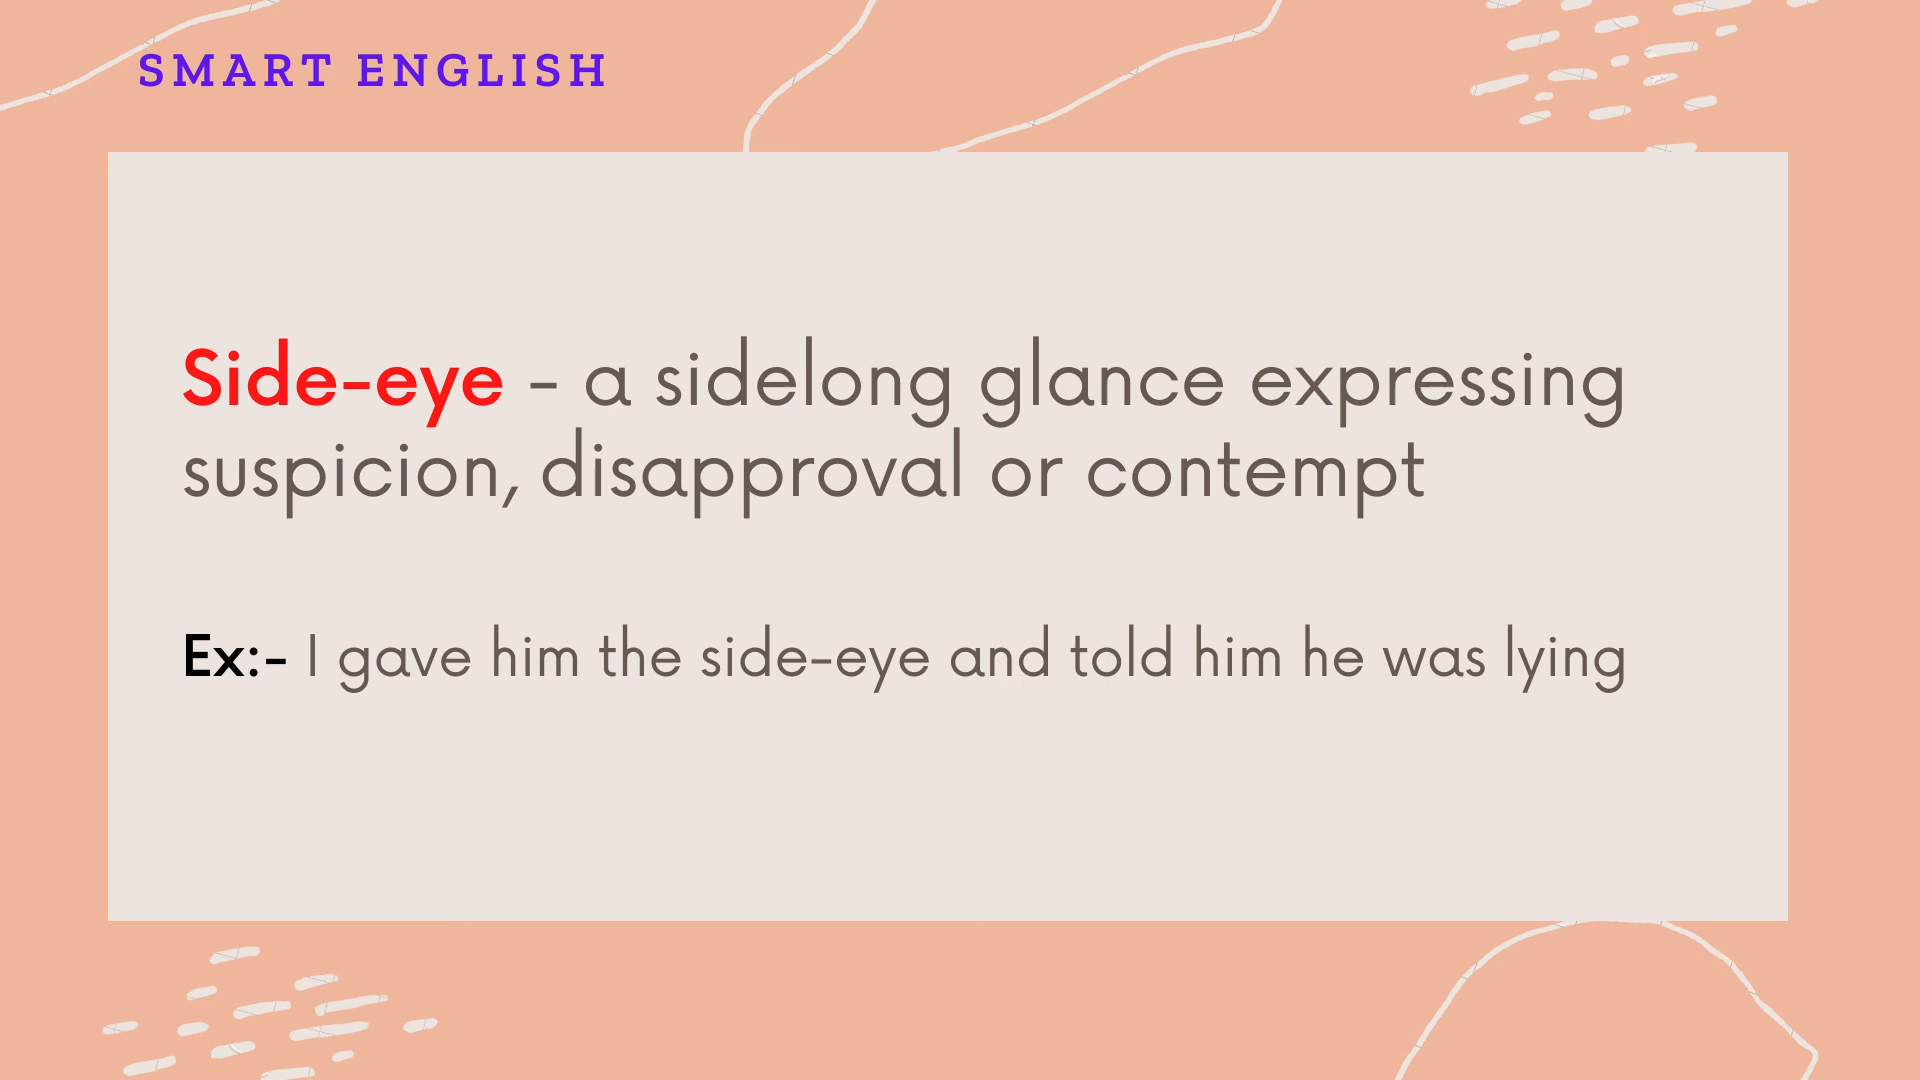 SMART ENGLISH
Side-eye - a sidelong glance expressing
suspicion, disapproval or contempt
Ex:- I gave him the side-eye and told him he was lying